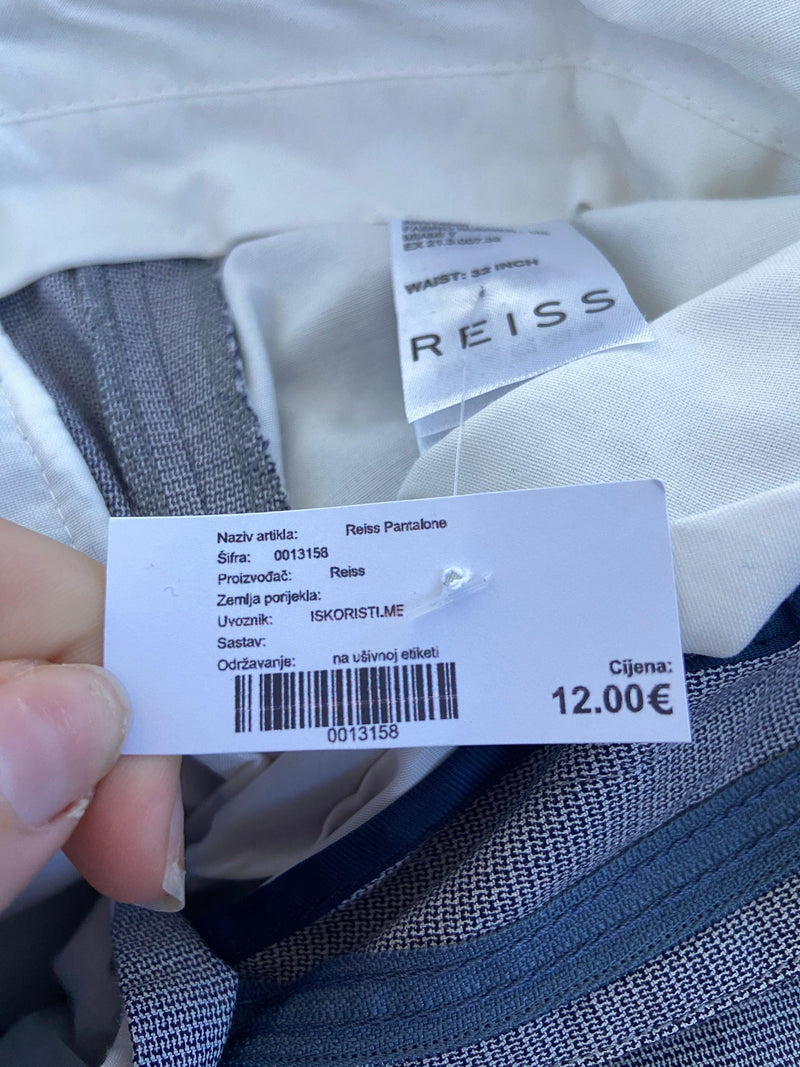 WAIST: 32 INCH
REISS
Naziv artikla: Reiss Pantalone
Šifra: 0013158
Proizvođač: Reiss
Zemlja porijekla:
Uvoznik: ISKORISTI.ME
Sastav:
Održavanje: na ušivnoj etiketi
0013158
Cijena:
12.00€